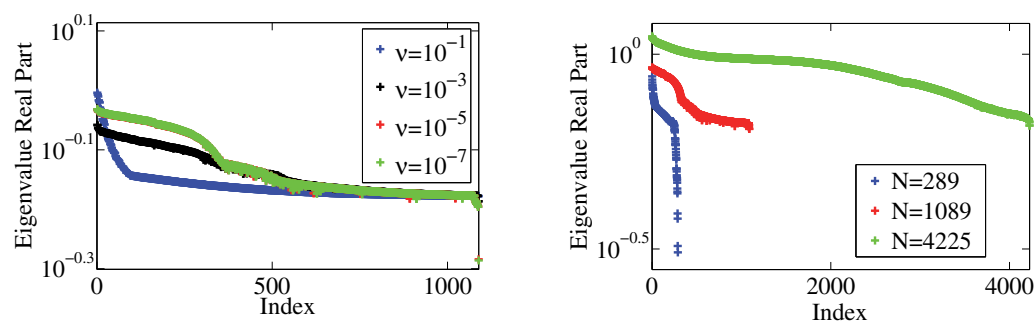 Eigenvalue Real Part
10^0.1
10^-0.1
10^-0.3
0
500
1000
Index
ν=10^-1
ν=10^-3
ν=10^-5
ν=10^-7
Eigenvalue Real Part
10^0
10^-0.5
0
2000
4000
Index
N=289
N=1089
N=4225